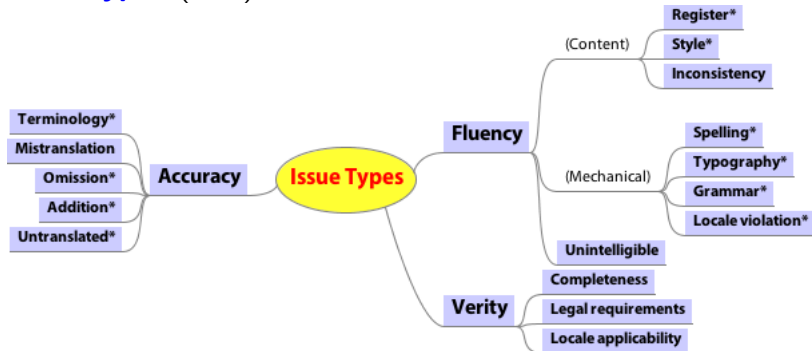 Issue Types
Accuracy
Terminology*
Mistranslation
Omission*
Addition*
Untranslated*
Fluency
(Content)
Register*
Style*
Inconsistency
(Mechanical)
Spelling*
Typography*
Grammar*
Locale violation*
Unintelligible
Verity
Completeness
Legal requirements
Locale applicability